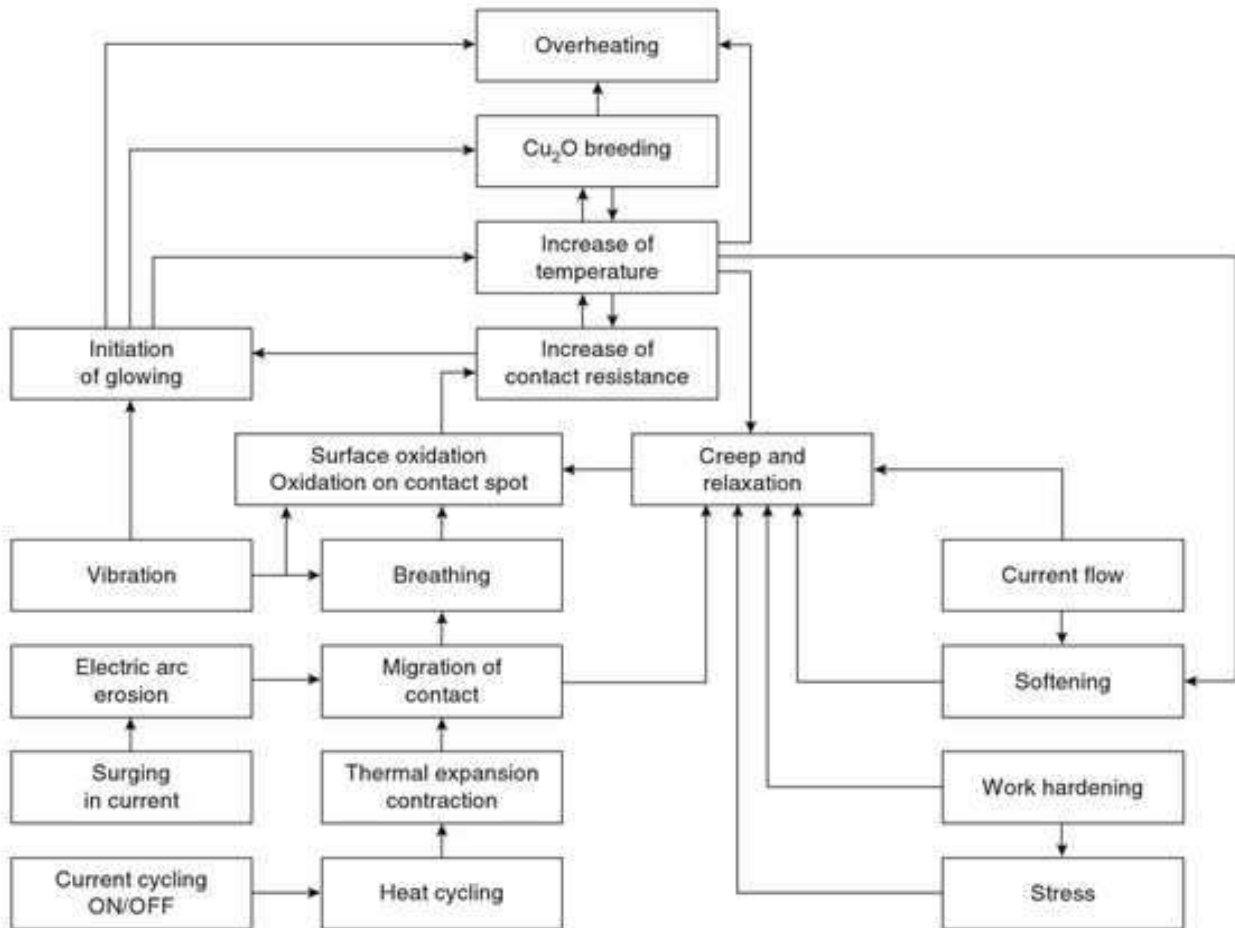 Overheating
Cu₂O breeding
Increase of
temperature
Initiation
of glowing
Increase of
contact resistance
Surface oxidation
Oxidation on contact spot
Creep and
relaxation
Vibration
Breathing
Current flow
Electric arc
erosion
Migration of
contact
Softening
Surging
in current
Thermal expansion
contraction
Work hardening
Current cycling
ON/OFF
Heat cycling
Stress